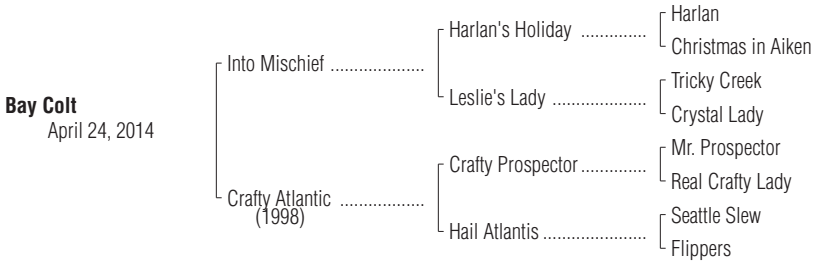 Harlan
Harlan's Holiday ..............
Christmas in Aiken
Into Mischief ....................
Tricky Creek
Leslie's Lady ....................
Crystal Lady
Bay Colt
April 24, 2014
Mr. Prospector
Crafty Prospector..............
Real Crafty Lady
Crafty Atlantic ..................
(1998)
Seattle Slew
Hail Atlantis ......................
Flippers